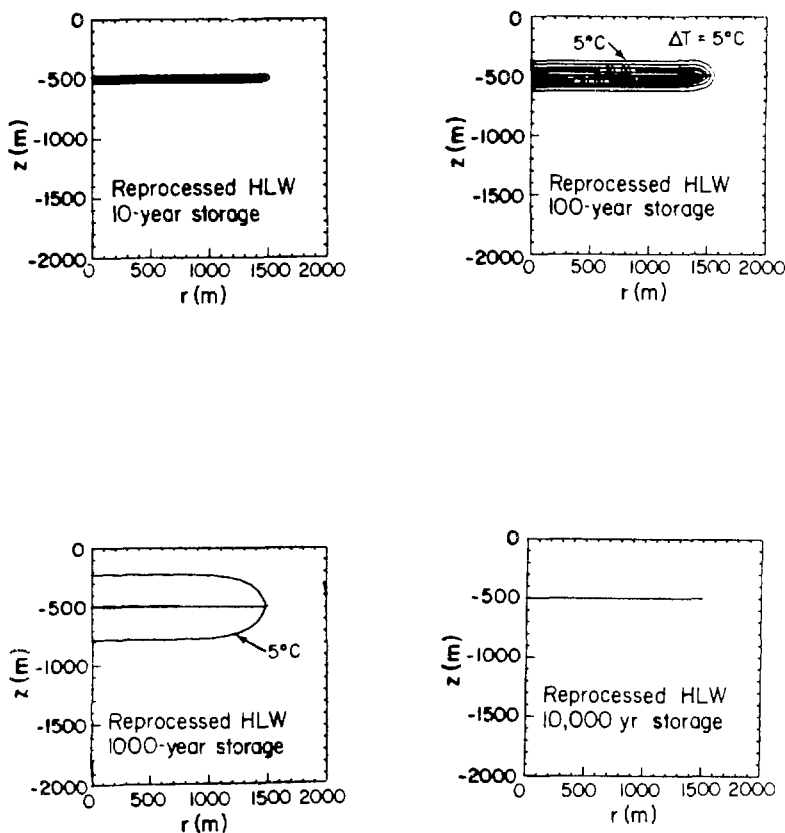 0
-500
-1000
-1500
-2000
z (m)
Reprocessed HLW
10-year storage
0 500 1000 1500 2000
r (m)
0
-500
-1000
-1500
-2000
z (m)
5°C
ΔT = 5°C
Reprocessed HLW
100-year storage
0 500 1000 1500 2000
r (m)
0
-500
-1000
-1500
-2000
z (m)
5°C
Reprocessed HLW
1000-year storage
0 500 1000 1500 2000
r (m)
0
-500
-1000
-1500
-2000
z (m)
Reprocessed HLW
10,000 yr storage
0 500 1000 1500 2000
r (m)